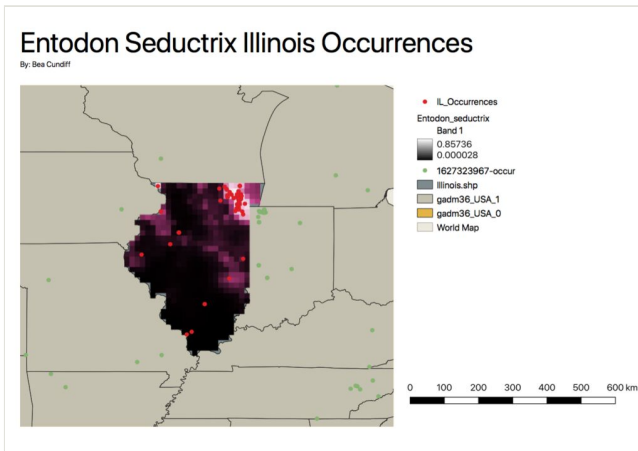 Entodon Seductrix Illinois Occurrences
By: Bea Cundiff
IL_Occurrences
Entodon_seductrix
Band 1
0.85736
0.000028
1627323967-occur
Illinois.shp
gadm36_USA_1
gadm36_USA_0
World Map
0 100 200 300 400 500 600 km